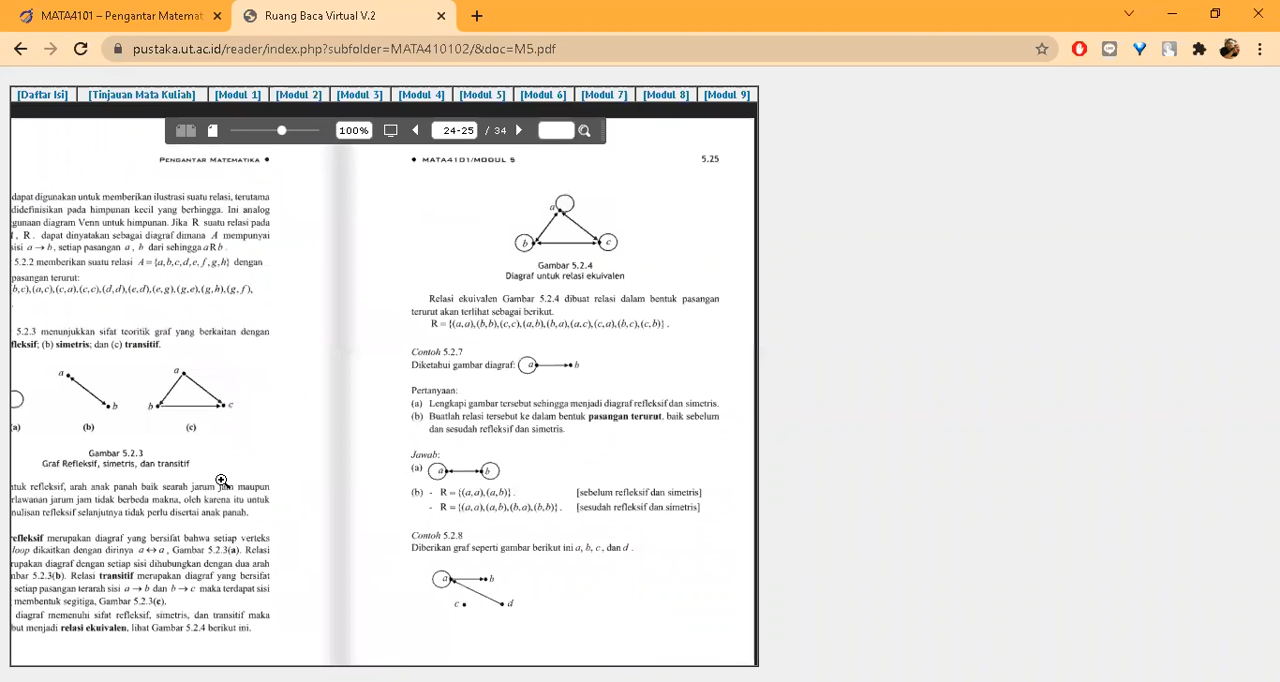 MATA4101 – Pengantar Matemat
Ruang Baca Virtual V.2
pustaka.ut.ac.id/reader/index.php?subfolder=MATA410102/&doc=M5.pdf
[Daftar Isi] [Tinjauan Mata Kuliah] [Modul 1] [Modul 2] [Modul 3] [Modul 4] [Modul 5] [Modul 6] [Modul 7] [Modul 8] [Modul 9]
100% 24-25 / 34
PENGANTAR MATEMATIKA ●
dapat digunakan untuk memberikan ilustrasi suatu relasi, terutama
didefinisikan pada himpunan kecil yang berhingga. Ini analog
gunaan diagram Venn untuk himpunan. Jika R suatu relasi pada
, R. dapat dinyatakan sebagai diagraf dimana A mempunyai
isi a → b, setiap pasangan a, b dari sehingga aRb.
5.2.2 memberikan suatu relasi A={a,b,c,d,e,f,g,h} dengan
pasangan terurut:
b,c),(a,c),(c,a),(c,c),(d,d),(e,d),(e,g),(g,e),(g,h),(g,f),
5.2.3 menunjukkan sifat teoritik graf yang berkaitan dengan
fleksif; (b) simetris; dan (c) transitif.
a
a
b
b
c
(a)
(b)
(c)
Gambar 5.2.3
Graf Refleksif, simetris, dan transitif
tuk refleksif, arah anak panah baik searah jarum jam maupun
rlawanan jarum jam tidak berbeda makna, oleh karena itu untuk
nulisan refleksif selanjutnya tidak perlu disertai anak panah.
refleksif merupakan diagraf yang bersifat bahwa setiap verteks
loop dikaitkan dengan dirinya a ↔ a, Gambar 5.2.3(a). Relasi
rupakan diagraf dengan setiap sisi dihubungkan dengan dua arah
mbar 5.2.3(b). Relasi transitif merupakan diagraf yang bersifat
setiap pasangan terarah sisi a → b dan b → c maka terdapat sisi
membentuk segitiga, Gambar 5.2.3(c).
diagraf memenuhi sifat refleksif, simetris, dan transitif maka
but menjadi relasi ekuivalen, lihat Gambar 5.2.4 berikut ini.
● MATA4101/MODUL 5
5.25
a
b
c
Gambar 5.2.4
Diagraf untuk relasi ekuivalen
Relasi ekuivalen Gambar 5.2.4 dibuat relasi dalam bentuk pasangan
terurut akan terlihat sebagai berikut.
R = {(a,a),(b,b),(c,c),(a,b),(b,a),(a,c),(c,a),(b,c),(c,b)}.
Contoh 5.2.7
Diketahui gambar diagraf: a b
Pertanyaan:
(a) Lengkapi gambar tersebut sehingga menjadi diagraf refleksif dan simetris.
(b) Buatlah relasi tersebut ke dalam bentuk pasangan terurut, baik sebelum
dan sesudah refleksif dan simetris.
Jawab:
(a) a b
(b) - R = {(a,a),(a,b)}. [sebelum refleksif dan simetris]
- R = {(a,a),(a,b),(b,a),(b,b)}. [sesudah refleksif dan simetris]
Contoh 5.2.8
Diberikan graf seperti gambar berikut ini a, b, c, dan d.
a
b
c
d